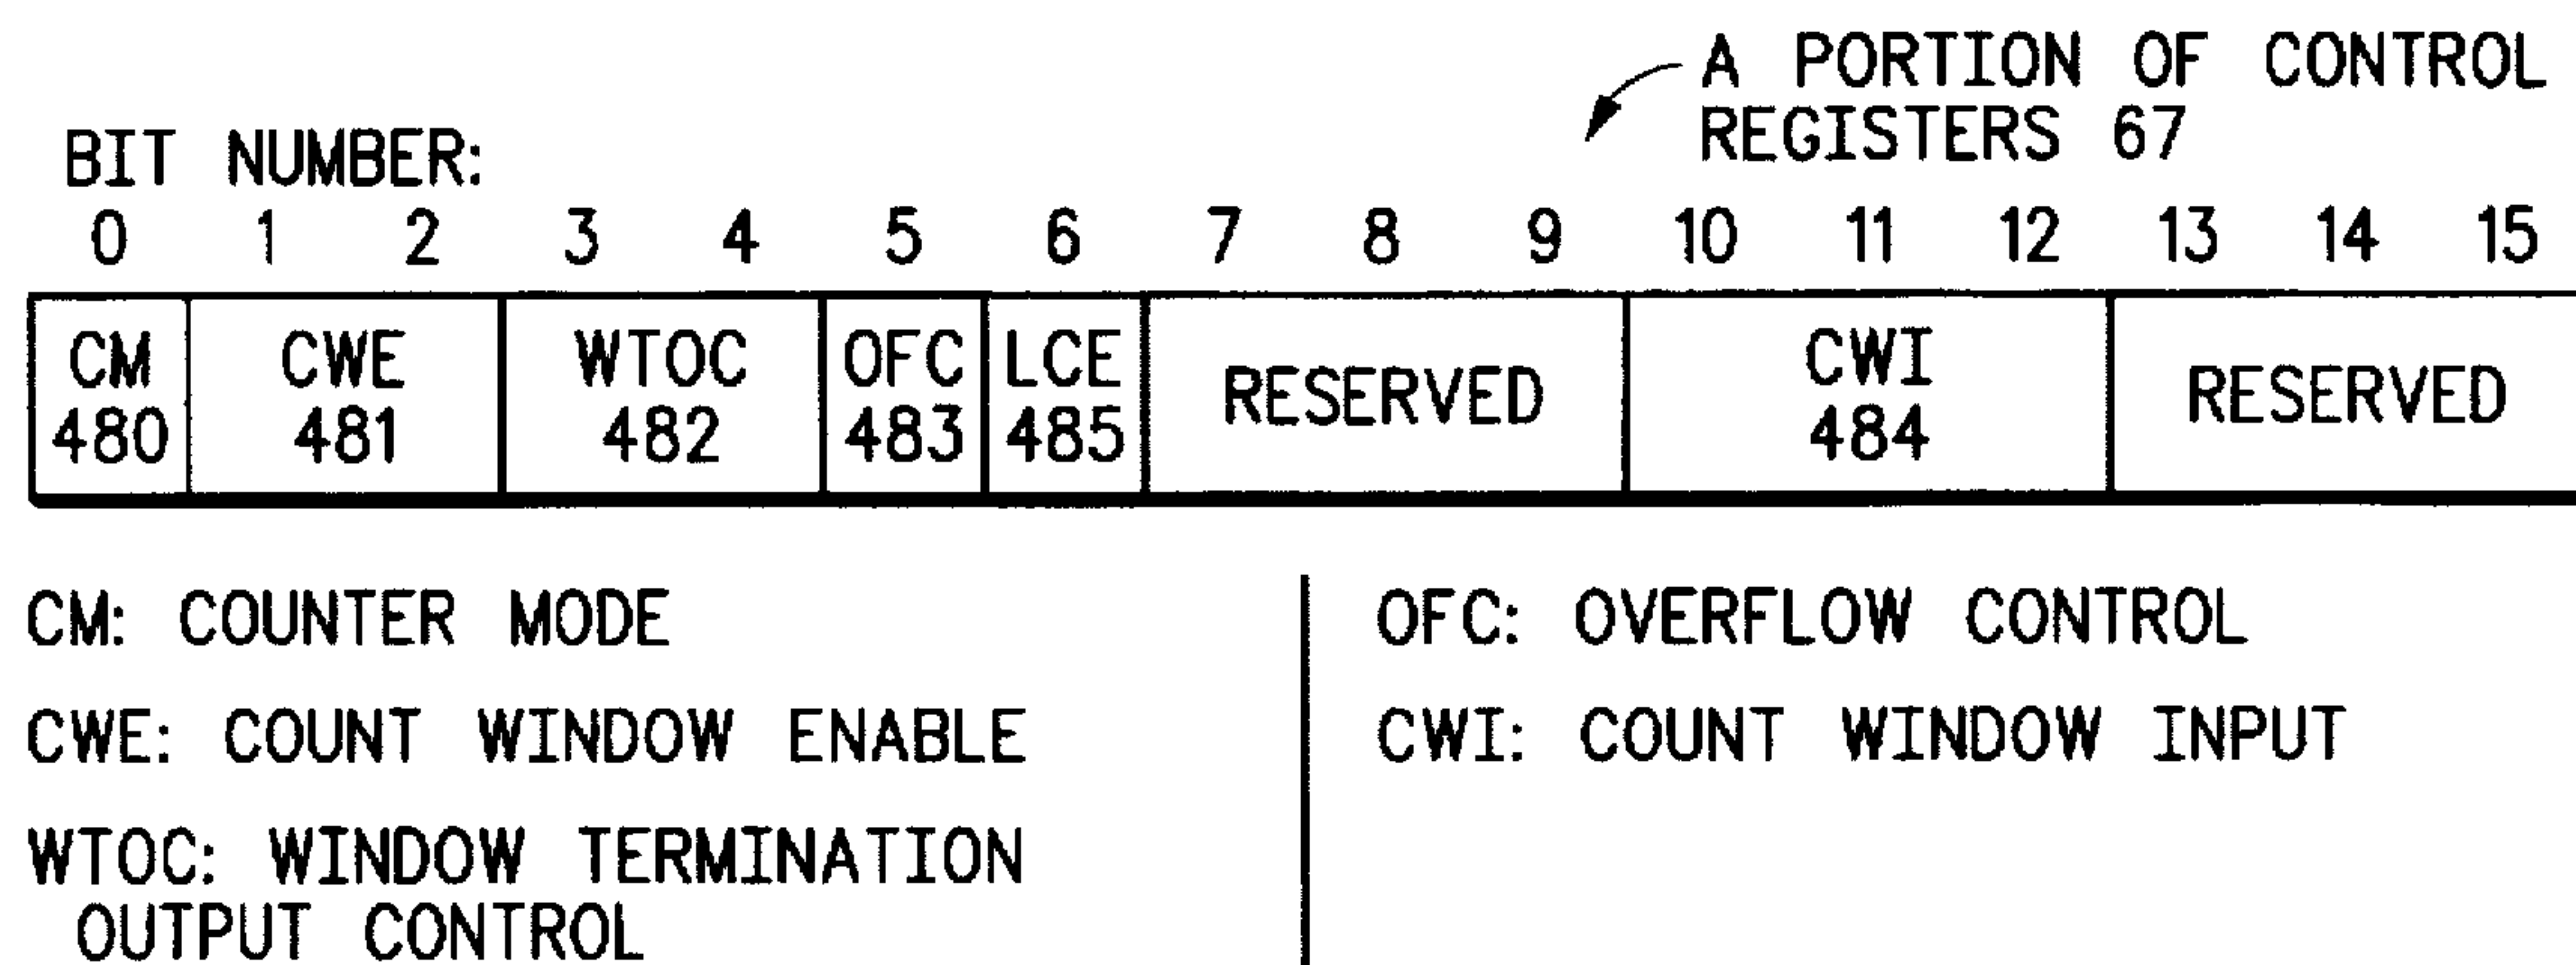 A PORTION OF CONTROL
REGISTERS 67
BIT NUMBER:
0 1 2 3 4 5 6 7 8 9 10 11 12 13 14 15
CM CWE WTOC OFC LCE RESERVED CWI RESERVED
480 481 482 483 485 484
CM: COUNTER MODE
CWE: COUNT WINDOW ENABLE
WTOC: WINDOW TERMINATION
OUTPUT CONTROL
OFC: OVERFLOW CONTROL
CWI: COUNT WINDOW INPUT